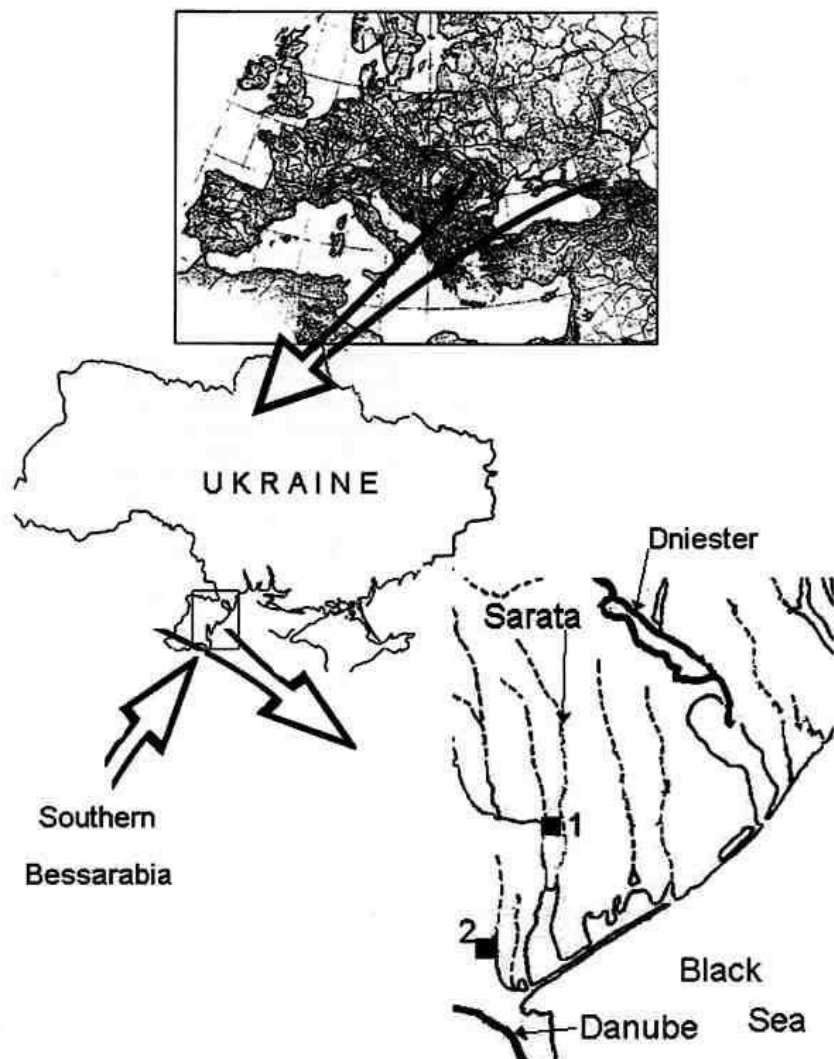 UKRAINE
Dniester
Sarata
Southern
Bessarabia
1
2
Black
Sea
Danube